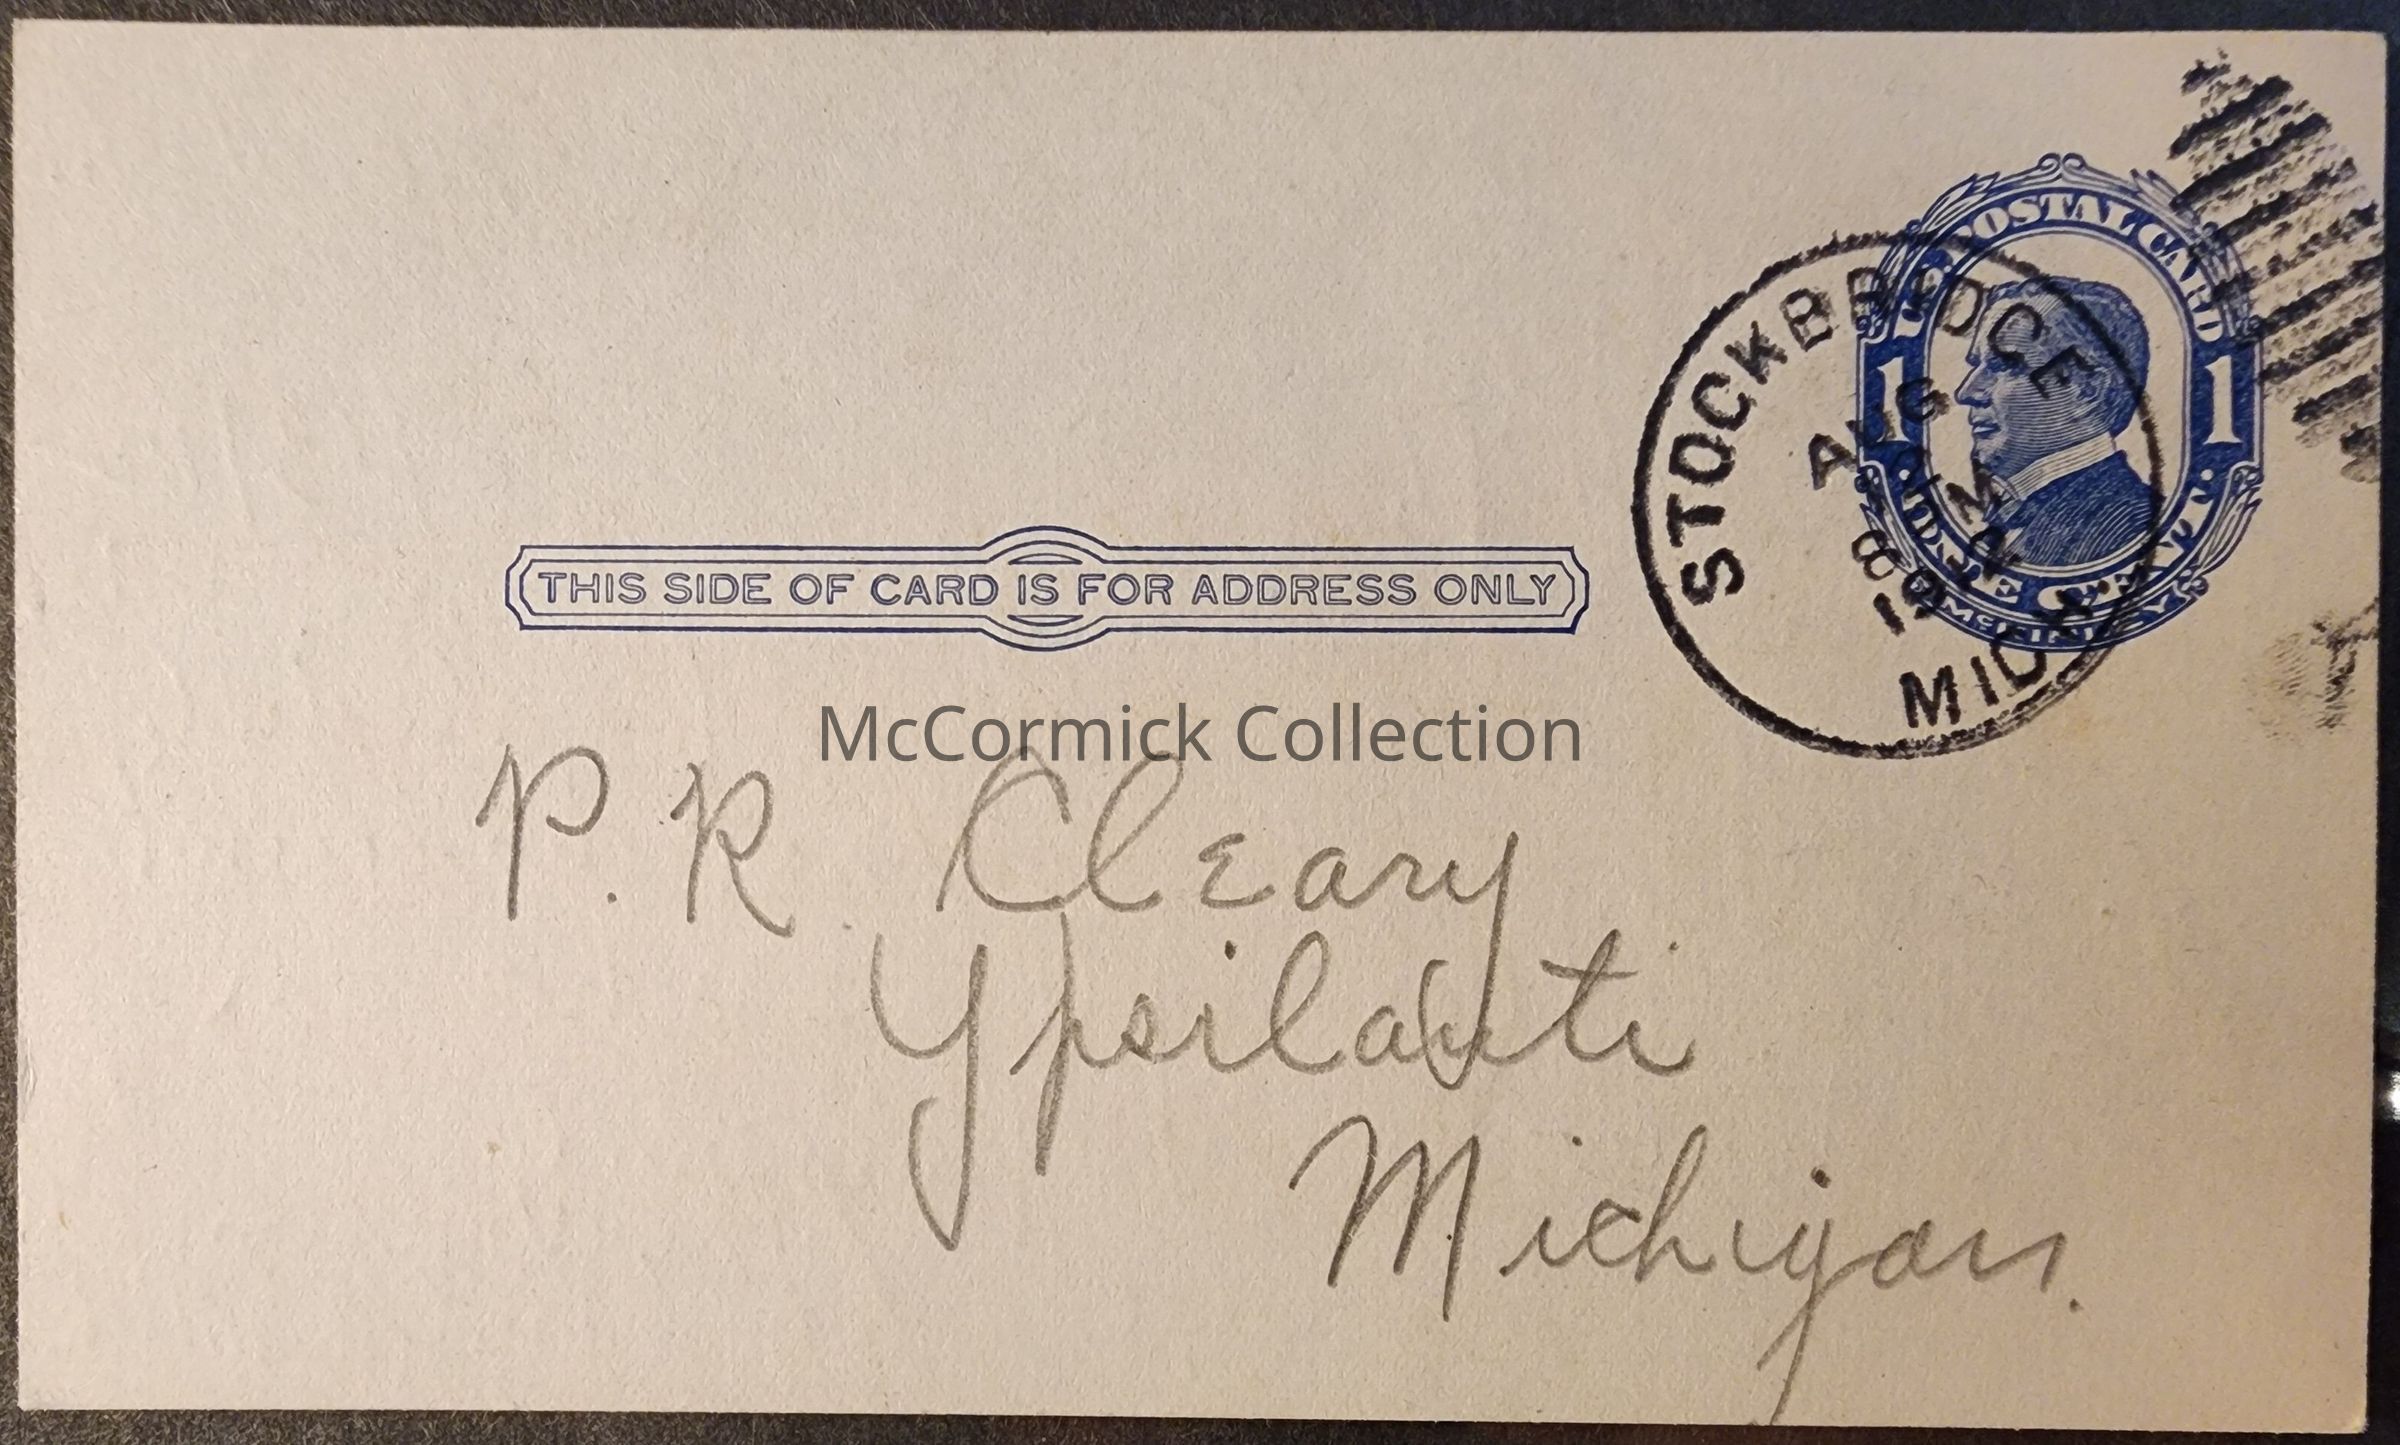 U.S. POSTAL CARD
1 1
ONE CENT
McKINLEY
STOCKBRIDGE
AUG
MICH
THIS SIDE OF CARD IS FOR ADDRESS ONLY
McCormick Collection
P. R. Cleary
Ypsilanti
Michigan.